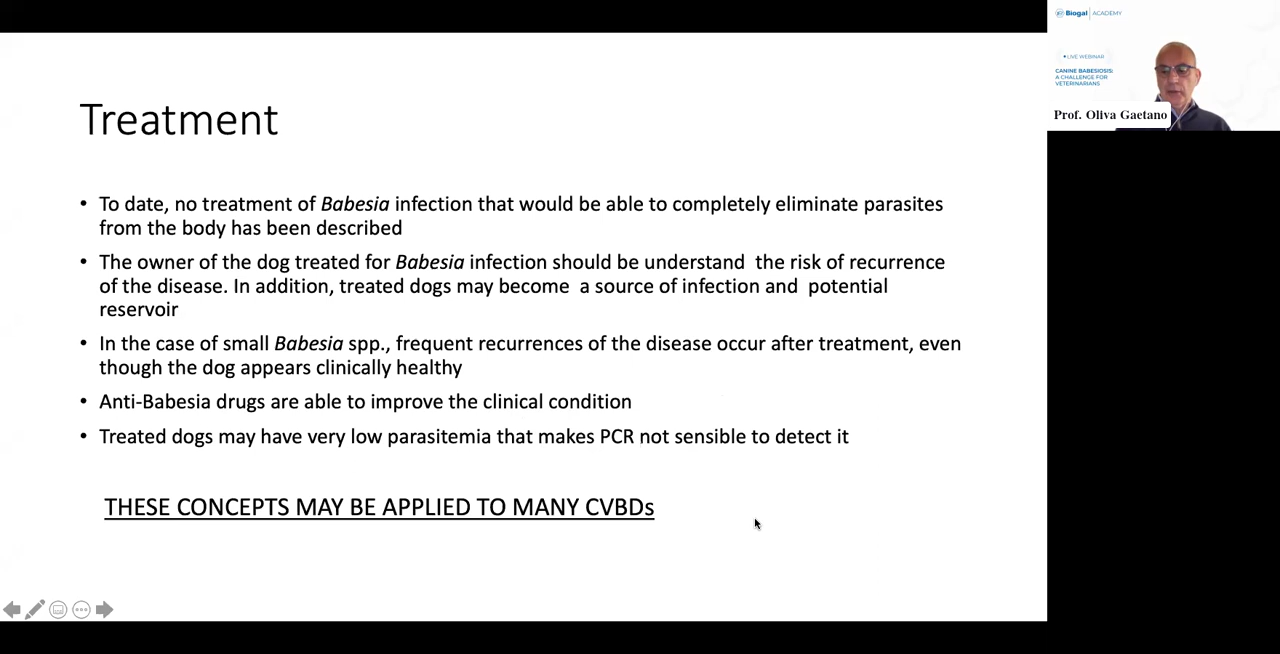 Treatment
• To date, no treatment of Babesia infection that would be able to completely eliminate parasites
from the body has been described
• The owner of the dog treated for Babesia infection should be understand  the risk of recurrence
of the disease. In addition, treated dogs may become  a source of infection and  potential
reservoir
• In the case of small Babesia spp., frequent recurrences of the disease occur after treatment, even
though the dog appears clinically healthy
• Anti-Babesia drugs are able to improve the clinical condition
• Treated dogs may have very low parasitemia that makes PCR not sensible to detect it
THESE CONCEPTS MAY BE APPLIED TO MANY CVBDs
Biogal | ACADEMY
• LIVE WEBINAR
CANINE BABESIOSIS:
A CHALLENGE FOR
VETERINARIANS
Prof. Oliva Gaetano